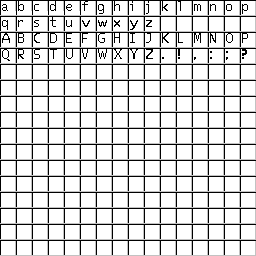 a b c d e f g h i j k l m n o p
q r s t u v w x y z
A B C D E F G H I J K L M N O P
Q R S T U V W X Y Z . ! , : ; ?